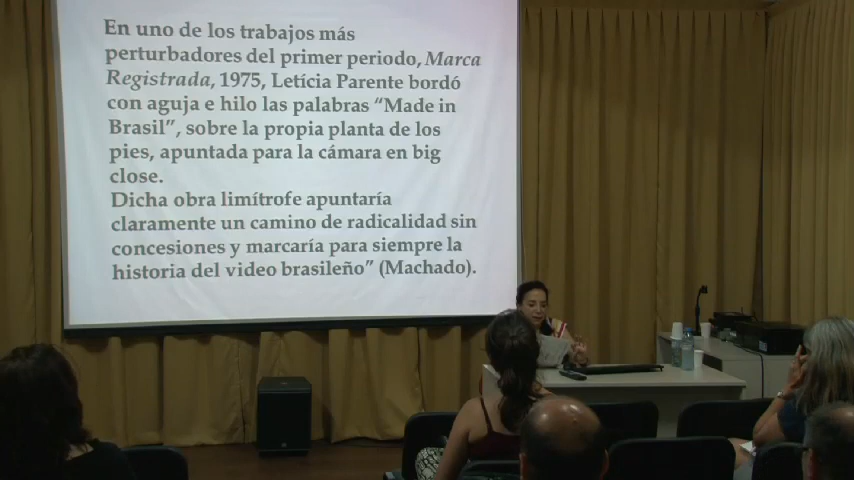 En uno de los trabajos más
perturbadores del primer periodo, Marca
Registrada, 1975, Letícia Parente bordó
con aguja e hilo las palabras “Made in
Brasil”, sobre la propia planta de los
pies, apuntada para la cámara en big
close.
Dicha obra limítrofe apuntaría
claramente un camino de radicalidad sin
concesiones y marcaría para siempre la
historia del video brasileño” (Machado).